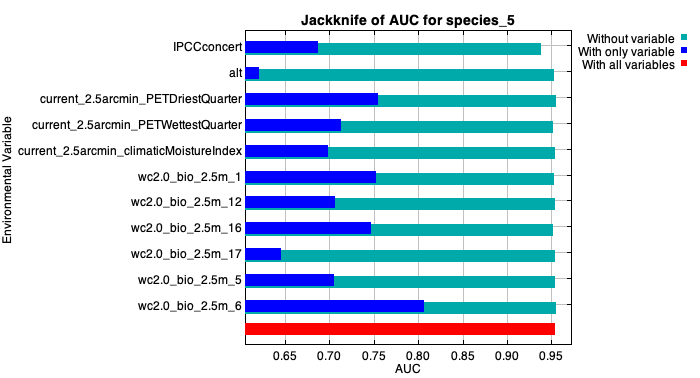 Jackknife of AUC for species_5
Without variable
With only variable
With all variables
Environmental Variable
IPCCconcert
alt
current_2.5arcmin_PETDriestQuarter
current_2.5arcmin_PETWettestQuarter
current_2.5arcmin_climaticMoistureIndex
wc2.0_bio_2.5m_1
wc2.0_bio_2.5m_12
wc2.0_bio_2.5m_16
wc2.0_bio_2.5m_17
wc2.0_bio_2.5m_5
wc2.0_bio_2.5m_6
0.65 0.70 0.75 0.80 0.85 0.90 0.95
AUC